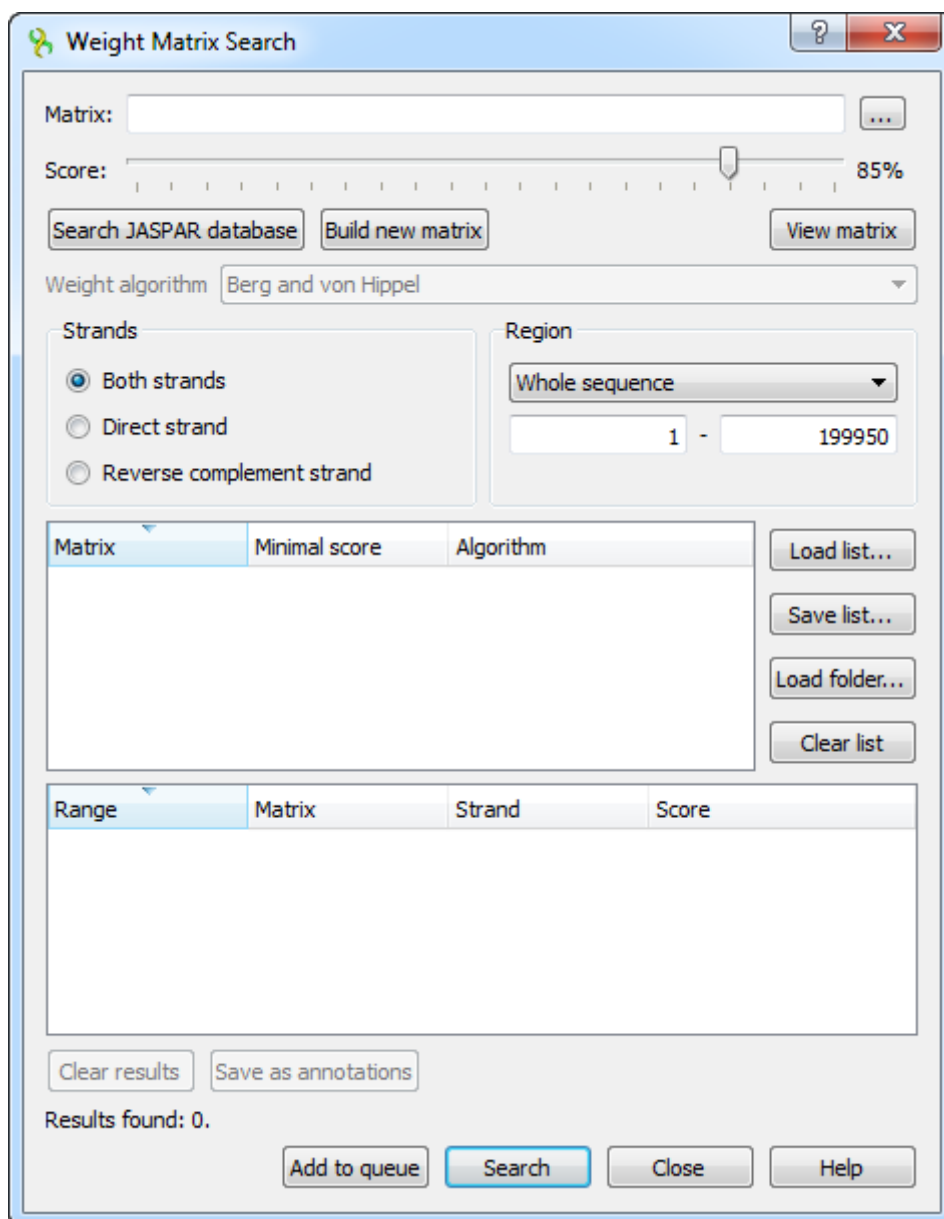 Weight Matrix Search
Matrix: ...
Score: 85%
Search JASPAR database Build new matrix View matrix
Weight algorithm Berg and von Hippel
Strands Region
Both strands Whole sequence
Direct strand 1 - 199950
Reverse complement strand
Matrix Minimal score Algorithm Load list...
Save list...
Load folder...
Clear list
Range Matrix Strand Score
Clear results Save as annotations
Results found: 0.
Add to queue Search Close Help